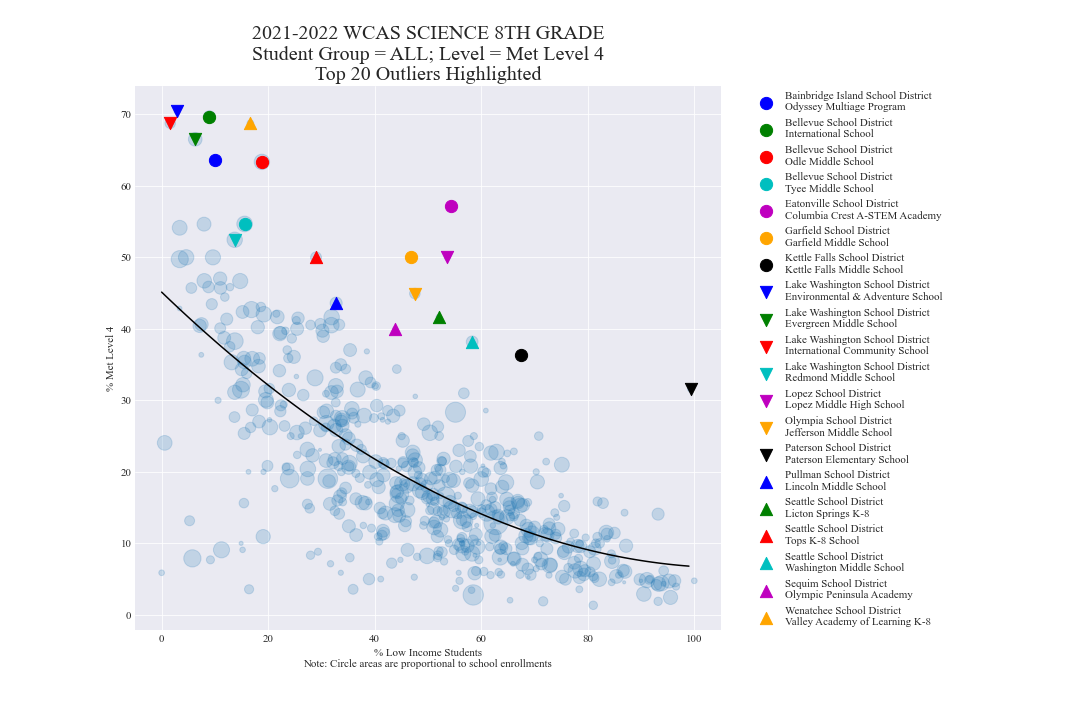 2021-2022 WCAS SCIENCE 8TH GRADE
Student Group = ALL; Level = Met Level 4
Top 20 Outliers Highlighted
% Met Level 4
70
60
50
40
30
20
10
0
0
20
40
60
80
100
% Low Income Students
Note: Circle areas are proportional to school enrollments
Bainbridge Island School District
Odyssey Multiage Program
Bellevue School District
International School
Bellevue School District
Odle Middle School
Bellevue School District
Tyee Middle School
Eatonville School District
Columbia Crest A-STEM Academy
Garfield School District
Garfield Middle School
Kettle Falls School District
Kettle Falls Middle School
Lake Washington School District
Environmental & Adventure School
Lake Washington School District
Evergreen Middle School
Lake Washington School District
International Community School
Lake Washington School District
Redmond Middle School
Lopez School District
Lopez Middle High School
Olympia School District
Jefferson Middle School
Paterson School District
Paterson Elementary School
Pullman School District
Lincoln Middle School
Seattle School District
Licton Springs K-8
Seattle School District
Tops K-8 School
Seattle School District
Washington Middle School
Sequim School District
Olympic Peninsula Academy
Wenatchee School District
Valley Academy of Learning K-8